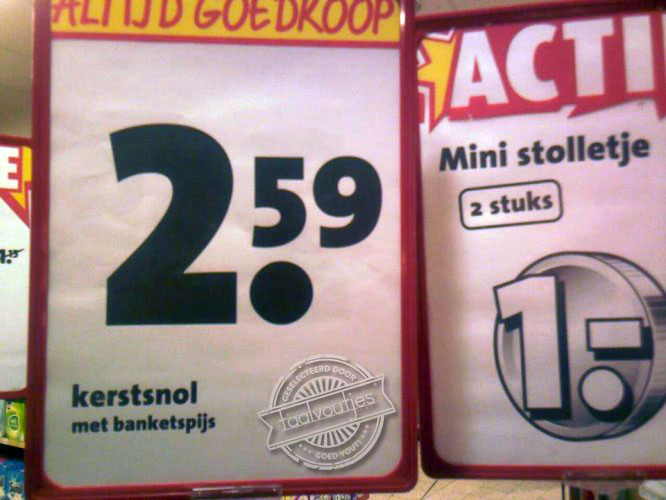 ALTIJD GOEDKOOP
2.59
kerstsnol
met banketspijs
GESELECTEERD DOOR
taalvoutjes
GOED VOUT!
ACTI
Mini stolletje
2 stuks
1.-
E